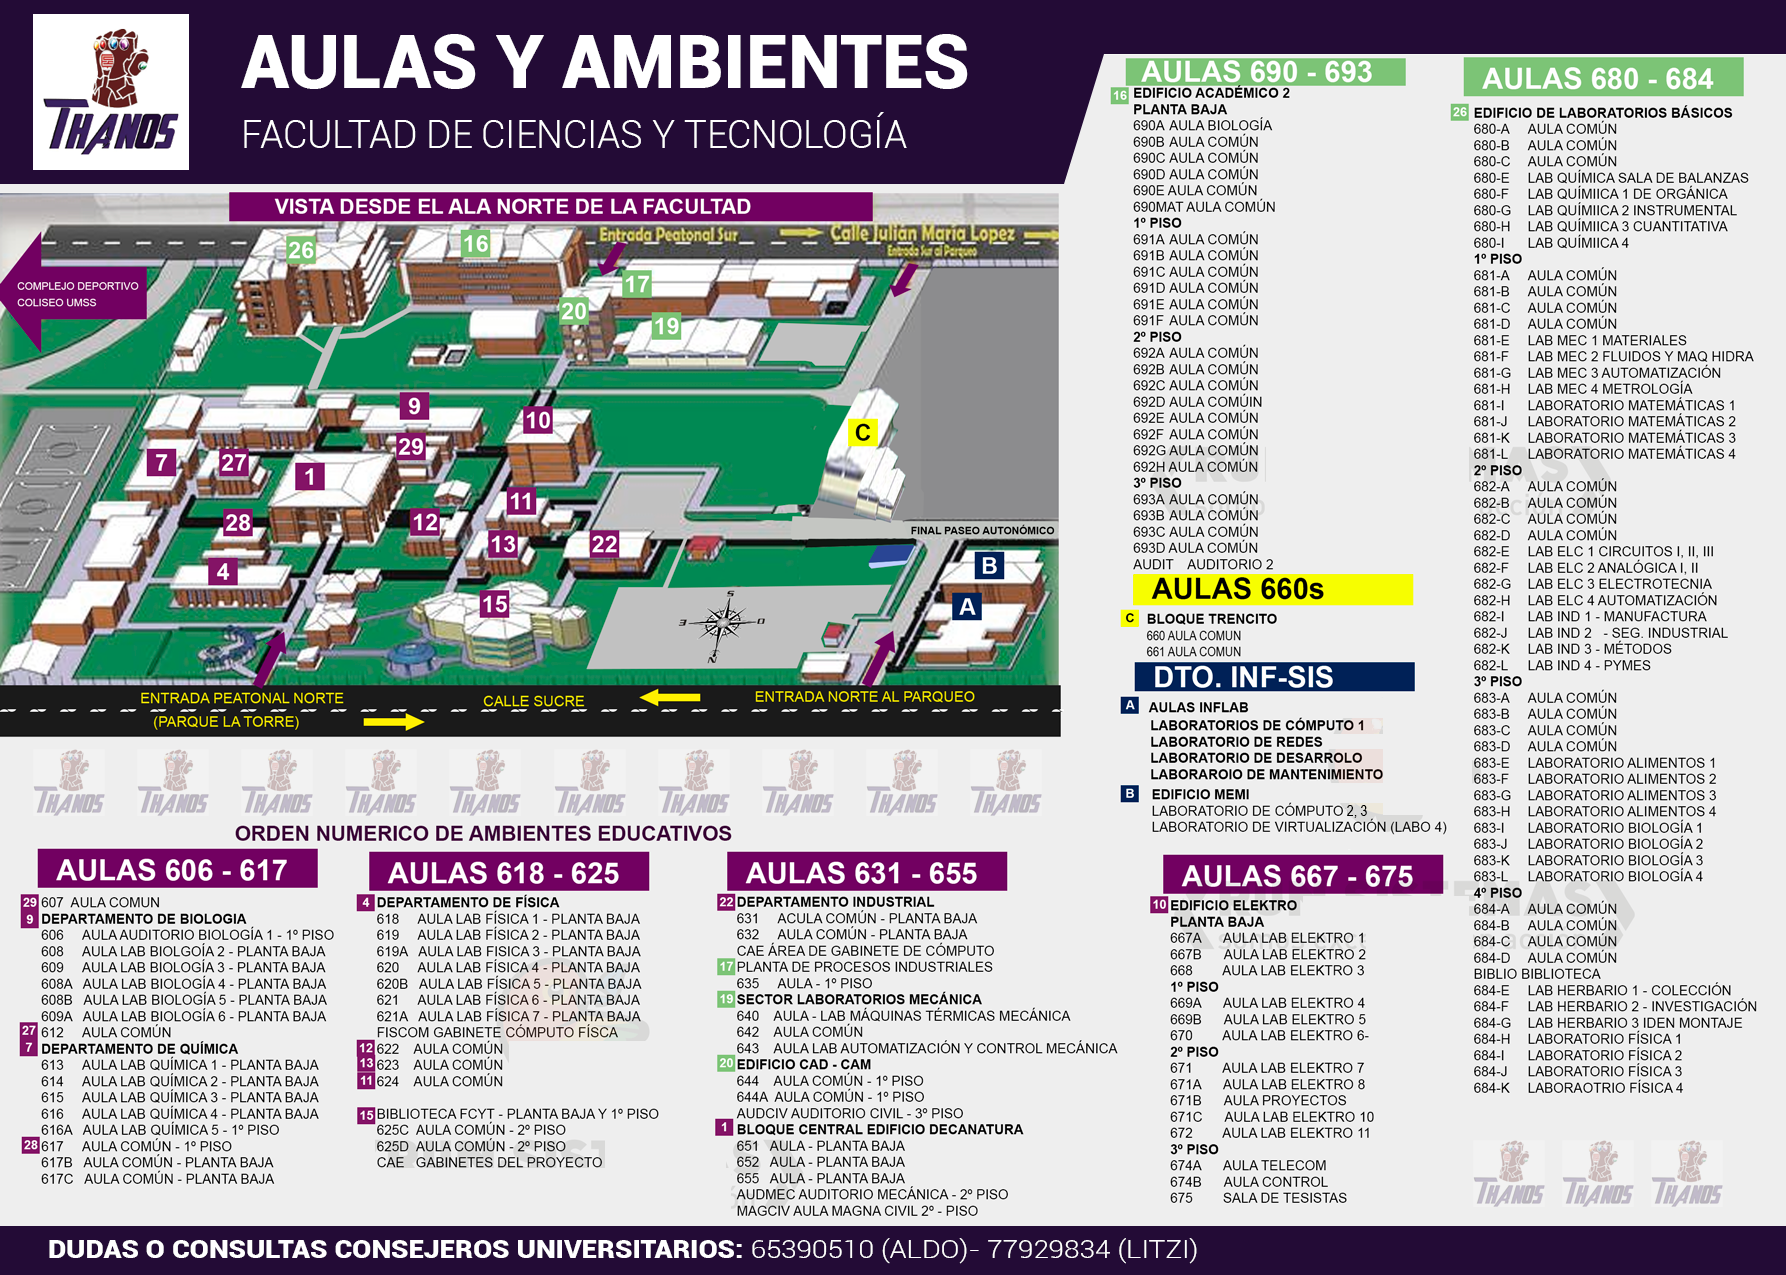 THANOS
AULAS Y AMBIENTES
FACULTAD DE CIENCIAS Y TECNOLOGÍA
VISTA DESDE EL ALA NORTE DE LA FACULTAD
Entrada Peatonal Sur
Calle Julián María Lopez
Entrada Sur al Parqueo
COMPLEJO DEPORTIVO
COLISEO UMSS
26
16
17
20
19
9
10
C
7
27
29
1
11
28
12
13
22
4
15
FINAL PASEO AUTONÓMICO
B
A
S
E
O
N
ENTRADA PEATONAL NORTE
(PARQUE LA TORRE)
CALLE SUCRE
ENTRADA NORTE AL PARQUEO
THANOS THANOS THANOS THANOS THANOS THANOS THANOS THANOS THANOS THANOS
ORDEN NUMERICO DE AMBIENTES EDUCATIVOS
AULAS 606 - 617
29 607 AULA COMUN
9 DEPARTAMENTO DE BIOLOGIA
606 AULA AUDITORIO BIOLOGÍA 1 - 1º PISO
608 AULA LAB BIOLGOÍA 2 - PLANTA BAJA
609 AULA LAB BIOLOGÍA 3 - PLANTA BAJA
608A AULA LAB BIOLOGÍA 4 - PLANTA BAJA
608B AULA LAB BIOLOGÍA 5 - PLANTA BAJA
609A AULA LAB BIOLOGÍA 6 - PLANTA BAJA
27 612 AULA COMÚN
7 DEPARTAMENTO DE QUÍMICA
613 AULA LAB QUÍMICA 1 - PLANTA BAJA
614 AULA LAB QUÍMICA 2 - PLANTA BAJA
615 AULA LAB QUÍMICA 3 - PLANTA BAJA
616 AULA LAB QUÍMICA 4 - PLANTA BAJA
616A AULA LAB QUÍMICA 5 - 1º PISO
28 617 AULA COMÚN - 1º PISO
617B AULA COMÚN - PLANTA BAJA
617C AULA COMÚN - PLANTA BAJA
AULAS 618 - 625
4 DEPARTAMENTO DE FÍSICA
618 AULA LAB FÍSICA 1 - PLANTA BAJA
619 AULA LAB FÍSICA 2 - PLANTA BAJA
619A AULA LAB FISICA 3 - PLANTA BAJA
620 AULA LAB FÍSICA 4 - PLANTA BAJA
620B AULA LAB FÍSICA 5 - PLANTA BAJA
621 AULA LAB FÍSICA 6 - PLANTA BAJA
621A AULA LAB FÍSICA 7 - PLANTA BAJA
FISCOM GABINETE CÓMPUTO FÍSCA
12 622 AULA COMÚN
13 623 AULA COMÚN
11 624 AULA COMÚN
15 BIBLIOTECA FCYT - PLANTA BAJA Y 1º PISO
625C AULA COMÚN - 2º PISO
625D AULA COMÚN - 2º PISO
CAE GABINETES DEL PROYECTO
AULAS 631 - 655
22 DEPARTAMENTO INDUSTRIAL
631 ACULA COMÚN - PLANTA BAJA
632 AULA COMÚN - PLANTA BAJA
CAE ÁREA DE GABINETE DE CÓMPUTO
17 PLANTA DE PROCESOS INDUSTRIALES
635 AULA - 1º PISO
19 SECTOR LABORATORIOS MECÁNICA
640 AULA - LAB MÁQUINAS TÉRMICAS MECÁNICA
642 AULA COMÚN
643 AULA LAB AUTOMATIZACIÓN Y CONTROL MECÁNICA
20 EDIFICIO CAD - CAM
644 AULA COMÚN - 1º PISO
644A AULA COMÚN - 1º PISO
AUDCIV AUDITORIO CIVIL - 3º PISO
1 BLOQUE CENTRAL EDIFICIO DECANATURA
651 AULA - PLANTA BAJA
652 AULA - PLANTA BAJA
655 AULA - PLANTA BAJA
AUDMEC AUDITORIO MECÁNICA - 2º PISO
MAGCIV AULA MAGNA CIVIL 2º - PISO
AULAS 690 - 693
16 EDIFICIO ACADÉMICO 2
PLANTA BAJA
690A AULA BIOLOGÍA
690B AULA COMÚN
690C AULA COMÚN
690D AULA COMÚN
690E AULA COMÚN
690MAT AULA COMÚN
1º PISO
691A AULA COMÚN
691B AULA COMÚN
691C AULA COMÚN
691D AULA COMÚN
691E AULA COMÚN
691F AULA COMÚN
2º PISO
692A AULA COMÚN
692B AULA COMÚN
692C AULA COMÚN
692D AULA COMÚIN
692E AULA COMÚN
692F AULA COMÚN
692G AULA COMÚN
692H AULA COMÚN
3º PISO
693A AULA COMÚN
693B AULA COMÚN
693C AULA COMÚN
693D AULA COMÚN
AUDIT AUDITORIO 2
AULAS 660s
C BLOQUE TRENCITO
660 AULA COMUN
661 AULA COMUN
DTO. INF-SIS
A AULAS INFLAB
LABORATORIOS DE CÓMPUTO 1
LABORATORIO DE REDES
LABORATORIO DE DESARROLO
LABORAROIO DE MANTENIMIENTO
B EDIFICIO MEMI
LABORATORIO DE CÓMPUTO 2, 3
LABORATORIO DE VIRTUALIZACIÓN (LABO 4)
AULAS 667 - 675
10 EDIFICIO ELEKTRO
PLANTA BAJA
667A AULA LAB ELEKTRO 1
667B AULA LAB ELEKTRO 2
668 AULA LAB ELEKTRO 3
1º PISO
669A AULA LAB ELEKTRO 4
669B AULA LAB ELEKTRO 5
670 AULA LAB ELEKTRO 6-
2º PISO
671 AULA LAB ELEKTRO 7
671A AULA LAB ELEKTRO 8
671B AULA PROYECTOS
671C AULA LAB ELEKTRO 10
672 AULA LAB ELEKTRO 11
3º PISO
674A AULA TELECOM
674B AULA CONTROL
675 SALA DE TESISTAS
AULAS 680 - 684
26 EDIFICIO DE LABORATORIOS BÁSICOS
680-A AULA COMÚN
680-B AULA COMÚN
680-C AULA COMÚN
680-E LAB QUÍMICA SALA DE BALANZAS
680-F LAB QUÍMIICA 1 DE ORGÁNICA
680-G LAB QUÍMICA 2 INSTRUMENTAL
680-H LAB QUÍMICA 3 CUANTITATIVA
680-I LAB QUÍMIICA 4
1º PISO
681-A AULA COMÚN
681-B AULA COMÚN
681-C AULA COMÚN
681-D AULA COMÚN
681-E LAB MEC 1 MATERIALES
681-F LAB MEC 2 FLUIDOS Y MAQ HIDRA
681-G LAB MEC 3 AUTOMATIZACIÓN
681-H LAB MEC 4 METROLOGÍA
681-I LABORATORIO MATEMÁTICAS 1
681-J LABORATORIO MATEMÁTICAS 2
681-K LABORATORIO MATEMÁTICAS 3
681-L LABORATORIO MATEMÁTICAS 4
2º PISO
682-A AULA COMÚN
682-B AULA COMÚN
682-C AULA COMÚN
682-D AULA COMÚN
682-E LAB ELC 1 CIRCUITOS I, II, III
682-F LAB ELC 2 ANALÓGICA I, II
682-G LAB ELC 3 ELECTROTECNIA
682-H LAB ELC 4 AUTOMATIZACIÓN
682-I LAB IND 1 - MANUFACTURA
682-J LAB IND 2 - SEG. INDUSTRIAL
682-K LAB IND 3 - MÉTODOS
682-L LAB IND 4 - PYMES
3º PISO
683-A AULA COMÚN
683-B AULA COMÚN
683-C AULA COMÚN
683-D AULA COMÚN
683-E LABORATORIO ALIMENTOS 1
683-F LABORATORIO ALIMENTOS 2
683-G LABORATORIO ALIMENTOS 3
683-H LABORATORIO ALIMENTOS 4
683-I LABORATORIO BIOLOGÍA 1
683-J LABORATORIO BIOLOGÍA 2
683-K LABORATORIO BIOLOGÍA 3
683-L LABORATORIO BIOLOGÍA 4
4º PISO
684-A AULA COMÚN
684-B AULA COMÚN
684-C AULA COMÚN
684-D AULA COMÚN
BIBLIO BIBLIOTECA
684-E LAB HERBARIO 1 - COLECCIÓN
684-F LAB HERBARIO 2 - INVESTIGACIÓN
684-G LAB HERBARIO 3 IDEN MONTAJE
684-H LABORATORIO FÍSICA 1
684-I LABORATORIO FÍSICA 2
684-J LABORATORIO FÍSICA 3
684-K LABORAOTRIO FÍSICA 4
THANOS THANOS THANOS
DUDAS O CONSULTAS CONSEJEROS UNIVERSITARIOS: 65390510 (ALDO)- 77929834 (LITZI)